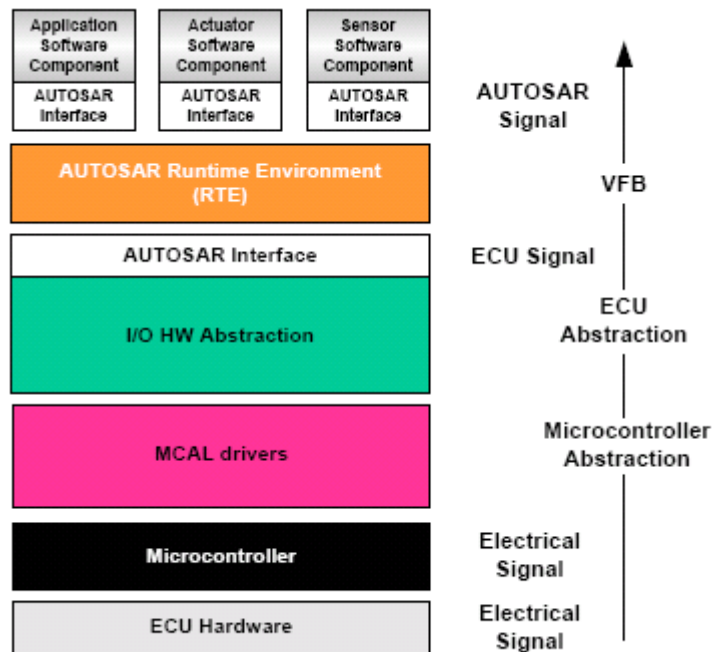 Application
Software
Component
AUTOSAR
Interface
Actuator
Software
Component
AUTOSAR
Interface
Sensor
Software
Component
AUTOSAR
Interface
AUTOSAR
Signal
AUTOSAR Runtime Environment
(RTE)
VFB
AUTOSAR Interface
ECU Signal
I/O HW Abstraction
ECU
Abstraction
MCAL drivers
Microcontroller
Abstraction
Microcontroller
Electrical
Signal
ECU Hardware
Electrical
Signal